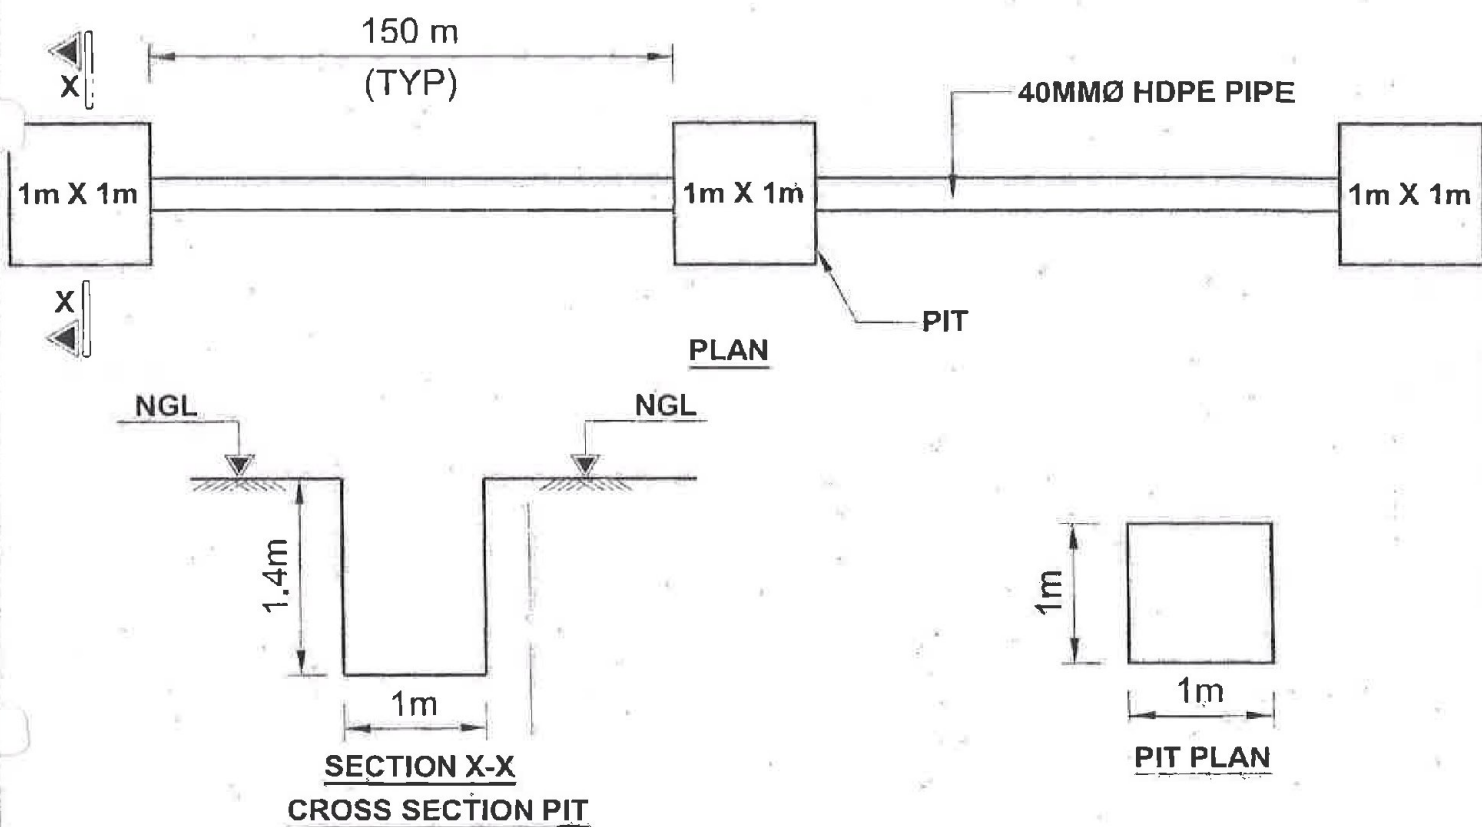 150 m
(TYP)
X
40MMØ HDPE PIPE
1m X 1m
1m X 1m
1m X 1m
X
PIT
PLAN
NGL
NGL
1.4m
1m
SECTION X-X
CROSS SECTION PIT
1m
1m
PIT PLAN